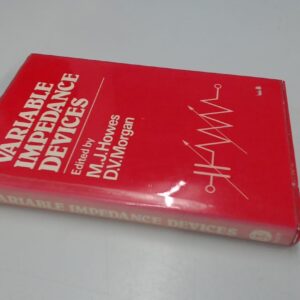 VARIABLE
IMPEDANCE
DEVICES
Edited by
M.J. Howes
D.V. Morgan
VARIABLE IMPEDANCE DEVICES